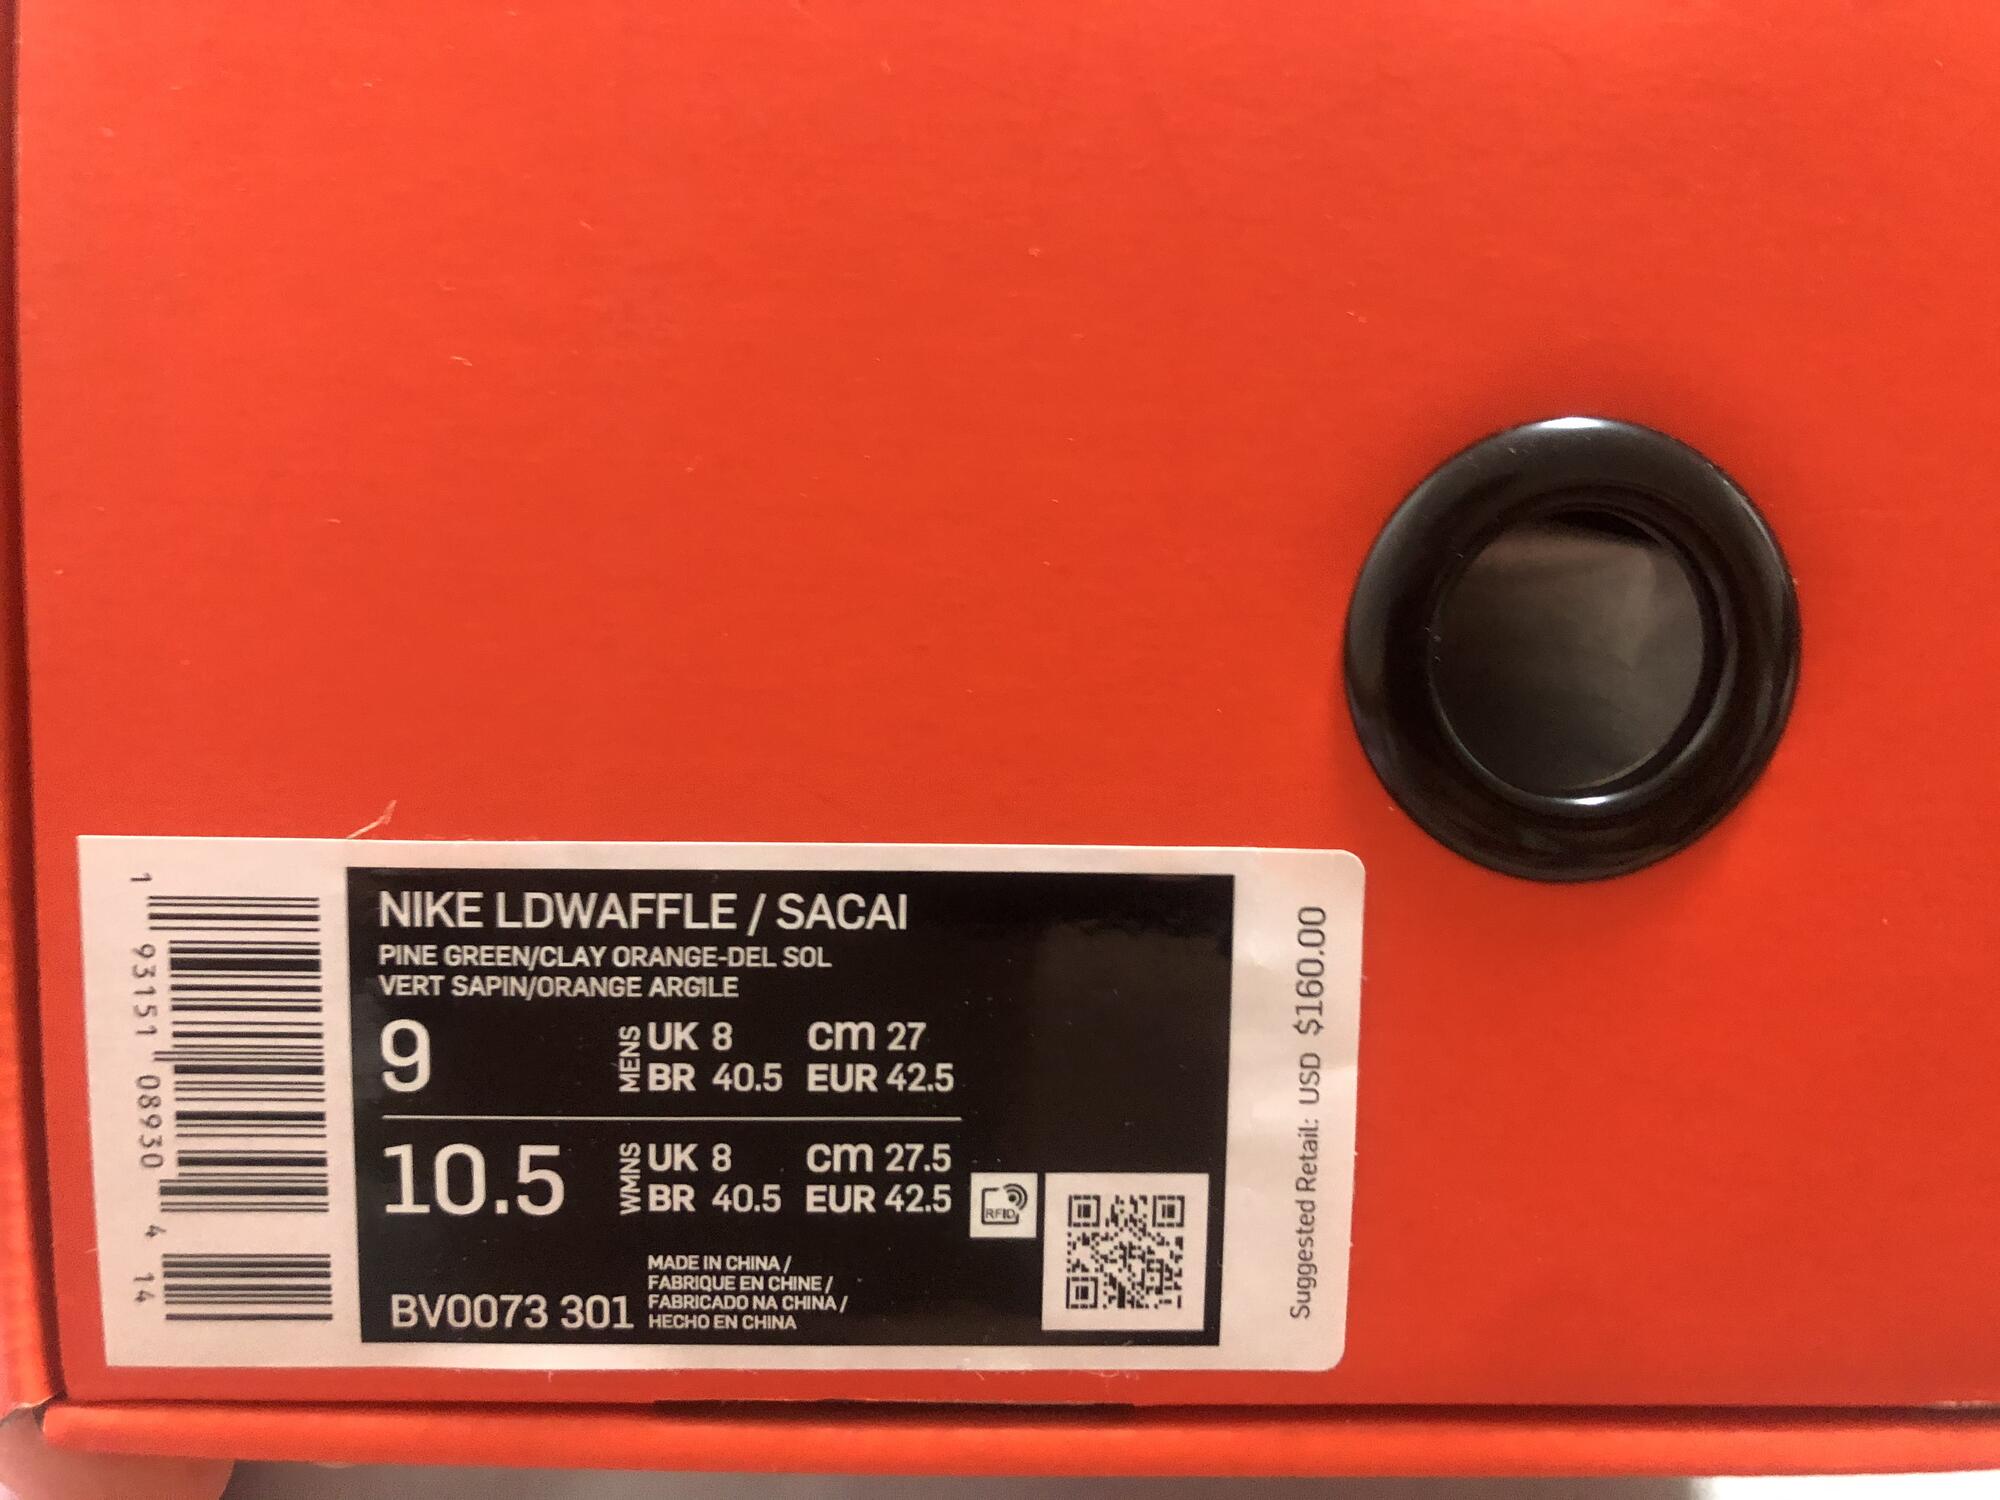 NIKE LDWAFFLE / SACAI
PINE GREEN/CLAY ORANGE-DEL SOL
VERT SAPIN/ORANGE ARGILE
9
MENS
UK 8 cm 27
BR 40.5 EUR 42.5
10.5
WMNS
UK 8 cm 27.5
BR 40.5 EUR 42.5
RFID
BV0073 301
MADE IN CHINA /
FABRIQUE EN CHINE /
FABRICADO NA CHINA /
HECHO EN CHINA
1 93151 08930 4 14
Suggested Retail: USD $160.00